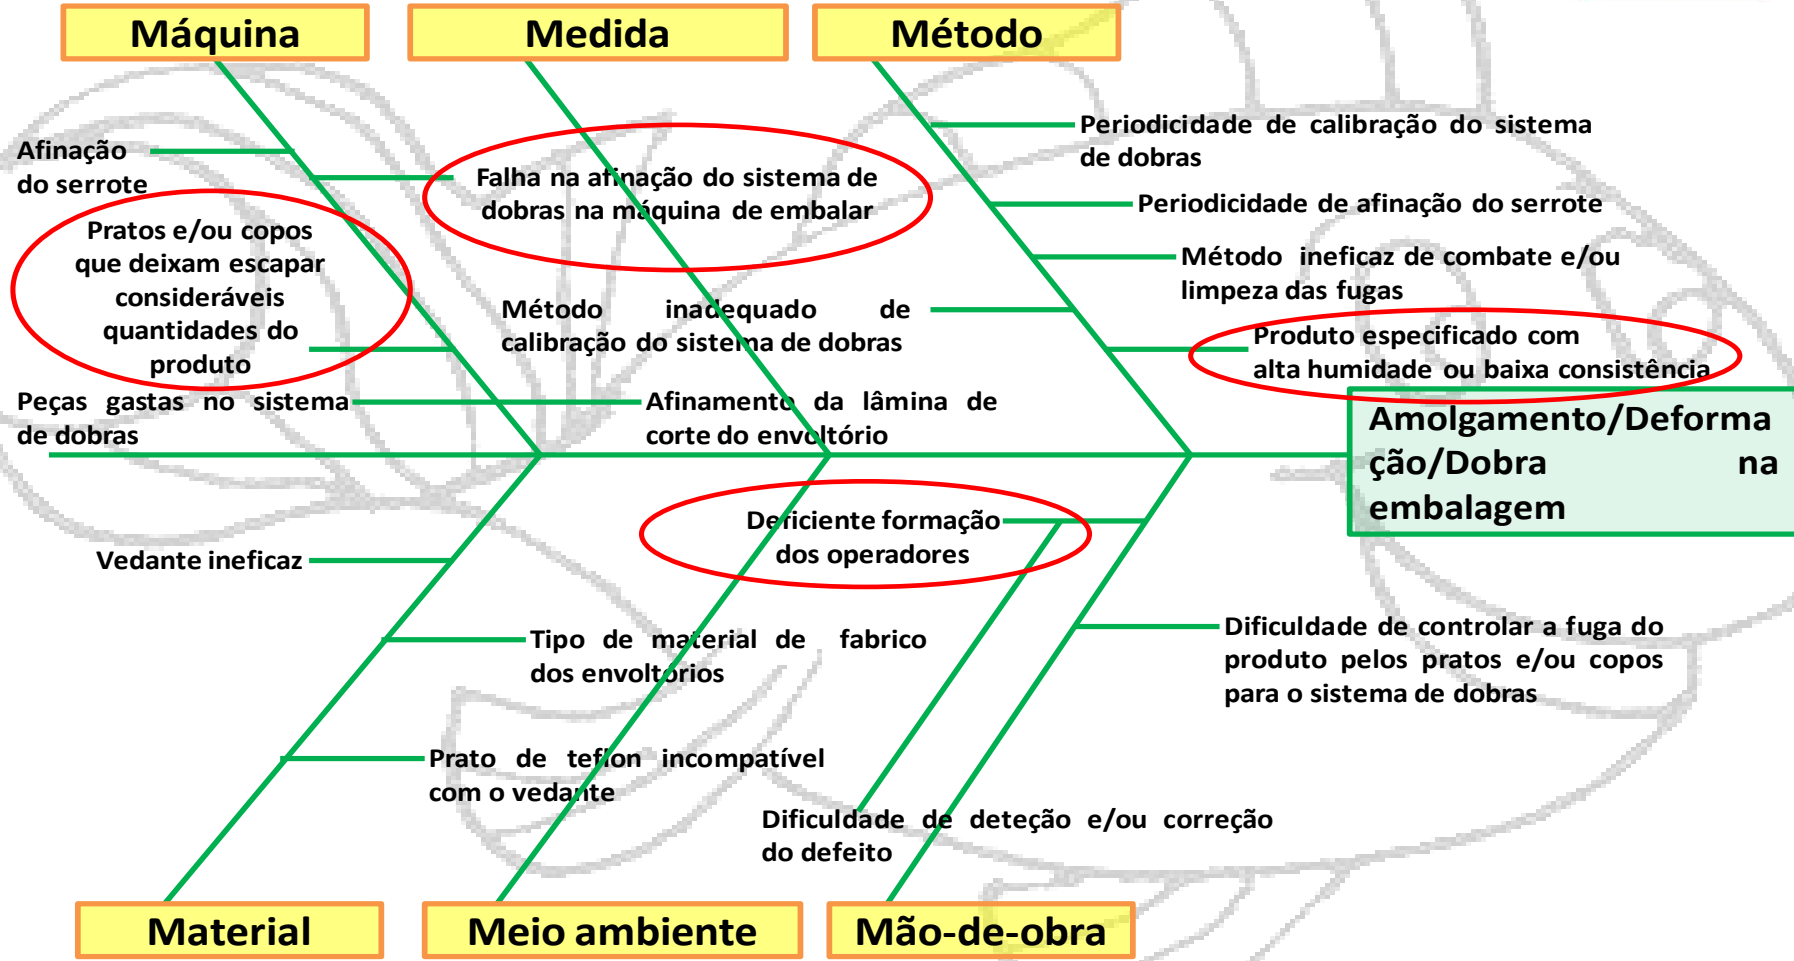 Máquina
Medida
Método
Afinação
do serrote
Falha na afinação do sistema de
dobras na máquina de embalar
Periodicidade de calibração do sistema
de dobras
Periodicidade de afinação do serrote
Pratos e/ou copos
que deixam escapar
consideráveis
quantidades do
produto
Método ineficaz de combate e/ou
limpeza das fugas
Método inadequado de
calibração do sistema de dobras
Produto especificado com
alta humidade ou baixa consistência
Peças gastas no sistema
de dobras
Afinamento da lâmina de
corte do envoltório
Amolgamento/Deforma
ção/Dobra na
embalagem
Deficiente formação
dos operadores
Vedante ineficaz
Tipo de material de fabrico
dos envoltórios
Dificuldade de controlar a fuga do
produto pelos pratos e/ou copos
para o sistema de dobras
Prato de teflon incompatível
com o vedante
Dificuldade de deteção e/ou correção
do defeito
Material
Meio ambiente
Mão-de-obra